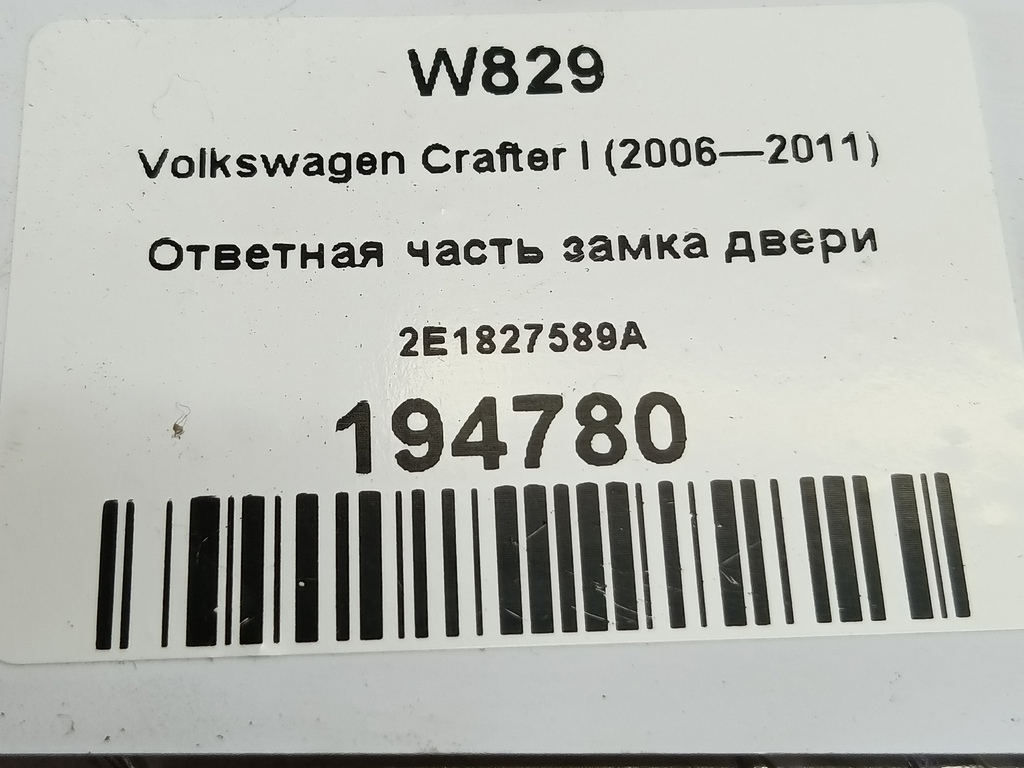 W829
Volkswagen Crafter I (2006—2011)
Ответная часть замка двери
2E1827589A
194780